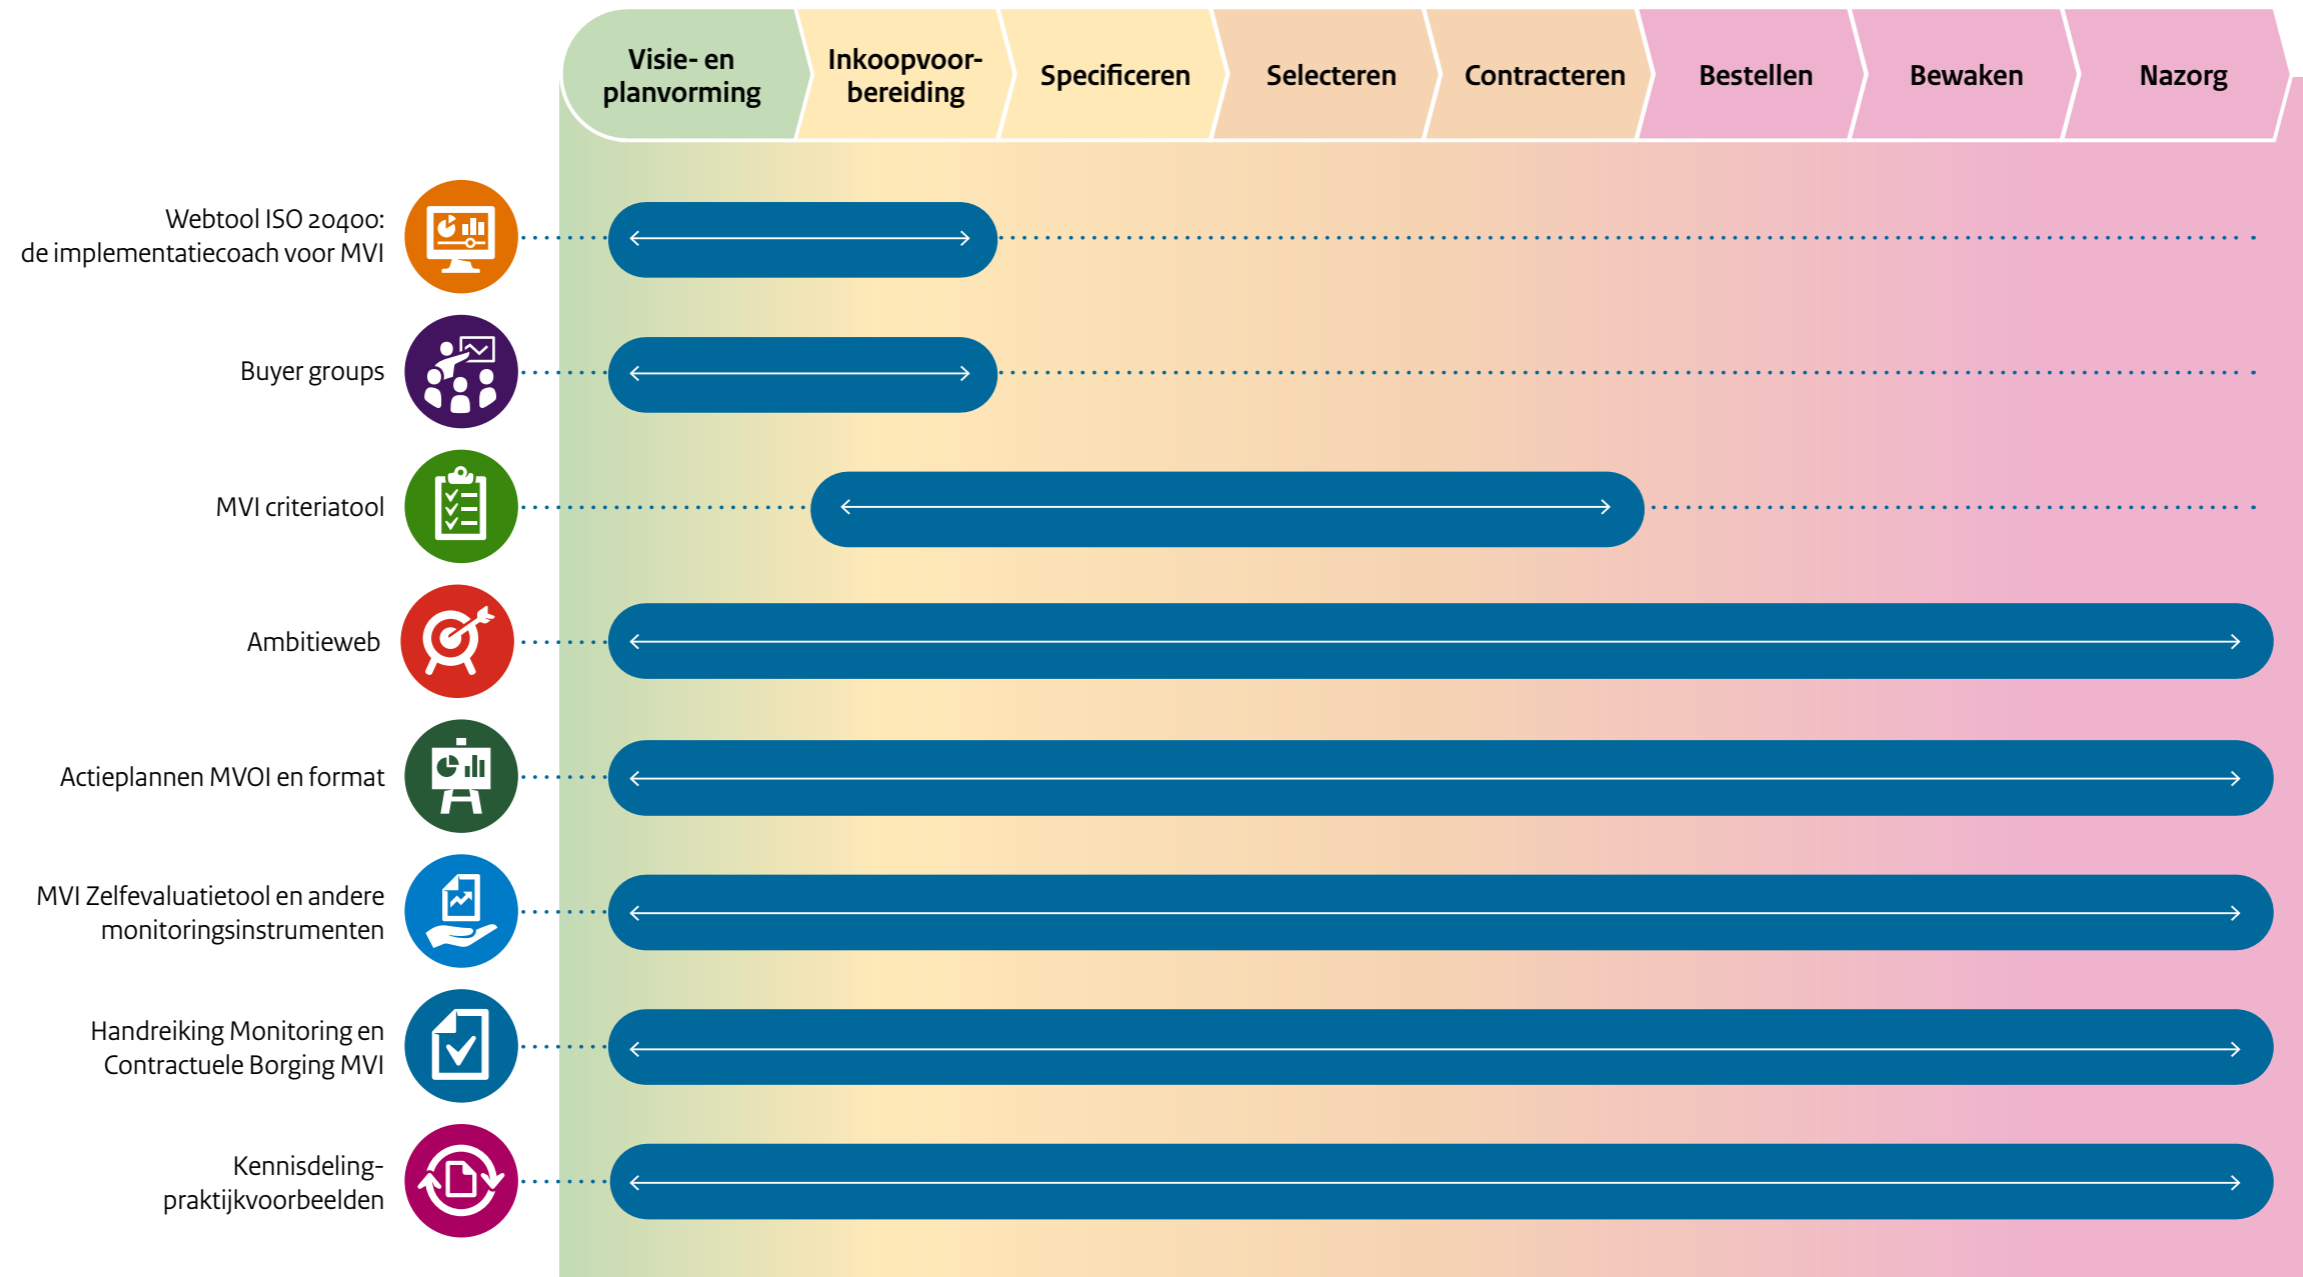 Visie- en
planvorming
Inkoopvoor-
bereiding
Specificeren
Selecteren
Contracteren
Bestellen
Bewaken
Nazorg
Webtool ISO 20400:
de implementatiecoach voor MVI
Buyer groups
MVI criteriatool
Ambitieweb
Actieplannen MVOI en format
MVI Zelfevaluatietool en andere
monitoringsinstrumenten
Handreiking Monitoring en
Contractuele Borging MVI
Kennisdeling-
praktijkvoorbeelden